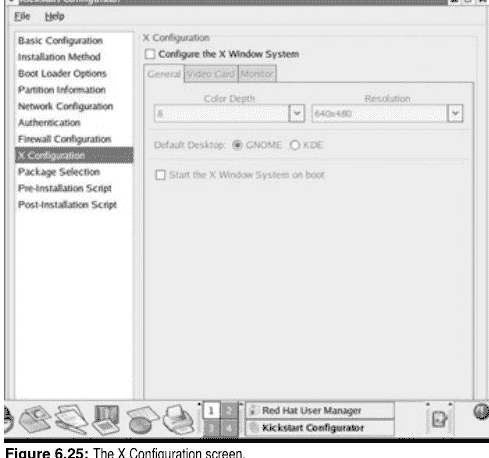 Kickstart Configurator
File Help
Basic Configuration
Installation Method
Boot Loader Options
Partition Information
Network Configuration
Authentication
Firewall Configuration
X Configuration
Package Selection
Pre-Installation Script
Post-Installation Script
X Configuration
Configure the X Window System
General Video Card Monitor
Color Depth Resolution
8 640x480
Default Desktop: GNOME KDE
Start the X Window System on boot
1 2 Red Hat User Manager
3 4 Kickstart Configurator
Figure 6.25: The X Configuration screen.